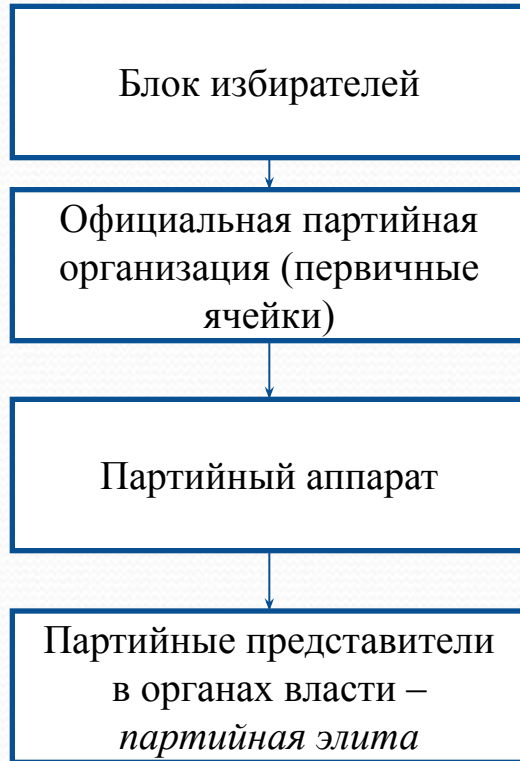 Блок избирателей
Официальная партийная
организация (первичные
ячейки)
Партийный аппарат
Партийные представители
в органах власти –
партийная элита